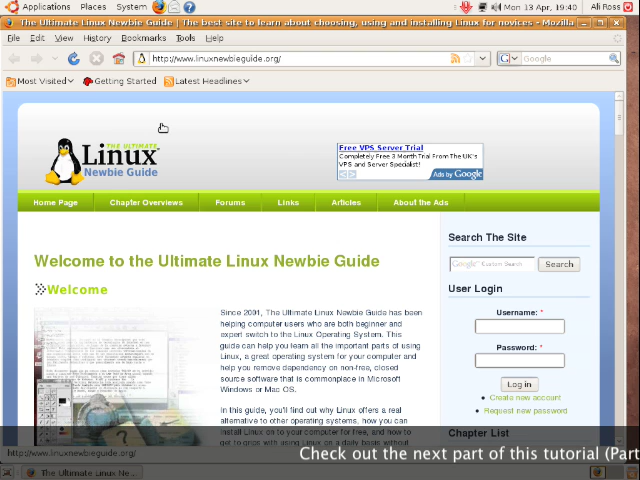 Applications Places System Mon 13 Apr, 19:40 Ali Ross
The Ultimate Linux Newbie Guide | The best site to learn about choosing, using and installing Linux for novices - Mozilla
File Edit View History Bookmarks Tools Help
http://www.linuxnewbieguide.org/
G Google
Most Visited Getting Started Latest Headlines
THE ULTIMATE
Linux
Newbie Guide
Free VPS Server Trial
Completely Free 3 Month Trial From The UK's
VPS and Server Specialist!
Ads by Google
Home Page Chapter Overviews Forums Links Articles About the Ads
Welcome to the Ultimate Linux Newbie Guide
Welcome
Since 2001, The Ultimate Linux Newbie Guide has been
helping computer users who are both beginner and
expert switch to the Linux Operating System. This
guide can help you learn all the important parts of using
Linux, a great operating system for your computer and
help you remove dependency on non-free, closed
source software that is commonplace in Microsoft
Windows or Mac OS.
In this guide, you'll find out why Linux offers a real
alternative to other operating systems, how you can
install Linux on to your computer for free, and how to
get to grips with using Linux on a daily basis without
Search The Site
Google™ Custom Search Search
User Login
Username: *
Password: *
Log in
Create new account
Request new password
Chapter List
http://www.linuxnewbieguide.org/
Check out the next part of this tutorial (Part
The Ultimate Linux Ne...